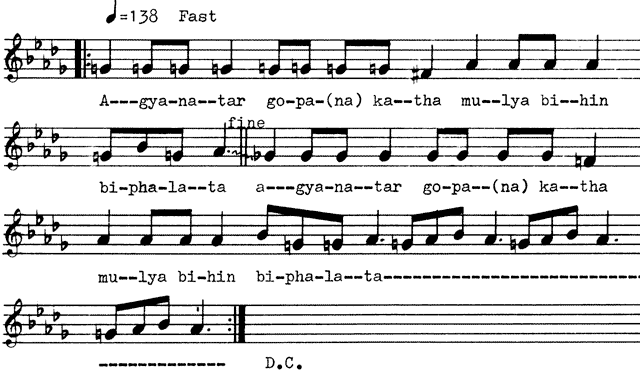 =138 Fast
A---gya-na--tar go-pa-(na) ka--tha mu--lya bi--hin
fine
bi-pha-la--ta a---gya-na--tar go-pa--(na) ka--tha
mu--lya bi-hin bi-pha-la--ta---------------------------
------------- D.C.